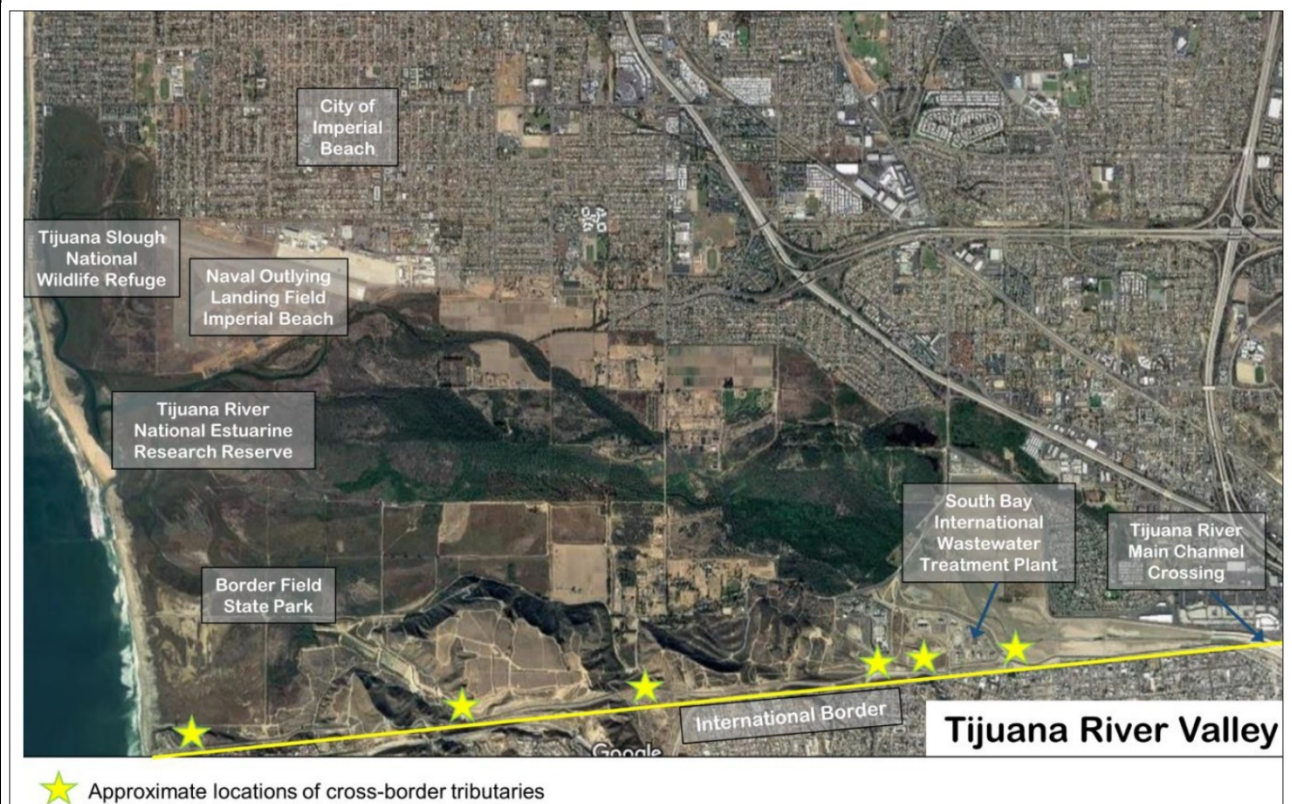 City of
Imperial
Beach
Tijuana Slough
National
Wildlife Refuge
Naval Outlying
Landing Field
Imperial Beach
Tijuana River
National Estuarine
Research Reserve
South Bay
International
Wastewater
Treatment Plant
Tijuana River
Main Channel
Crossing
Border Field
State Park
International Border
Tijuana River Valley
Google
Approximate locations of cross-border tributaries